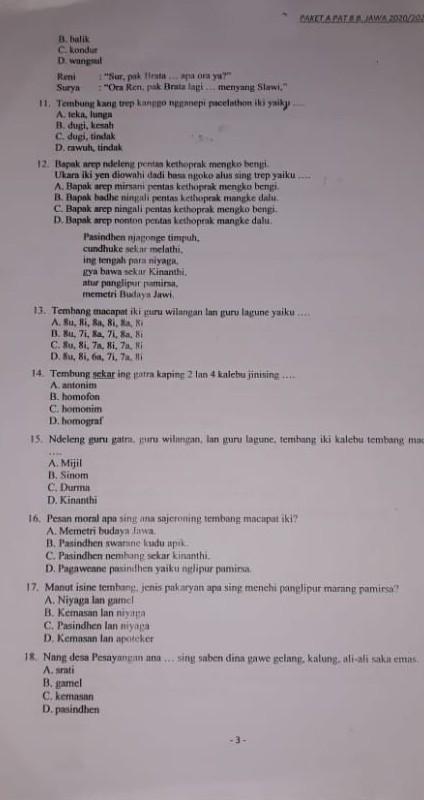 PAKET A PAT B B. JAWA 2020/202
B. balik
C. kondur
D. wangsul
Reni : "Sur, pak Brata ... apa ora ya?"
Surya : "Ora Ren, pak Brata lagi ... menyang Slawi."
11. Tembung kang trep kanggo ngganepi pacelathon iki yaiku ....
A. teka, lunga
B. dugi, kesah
C. dugi, tindak
D. rawuh, tindak
12. Bapak arep ndeleng pentas kethoprak mengko bengi.
Ukara iki yen diowahi dadi basa ngoko alus sing trep yaiku ....
A. Bapak arep mirsani pentas kethoprak mengko bengi.
B. Bapak badhe ningali pentas kethoprak mangke dalu.
C. Bapak arep ningali pentas kethoprak mengko bengi.
D. Bapak arep nonton pentas kethoprak mangke dalu.
Pasindhen njagonge timpuh,
cundhuke sekar melathi,
ing tengah para niyaga,
gya bawa sekar Kinanthi,
atur panglipur pamirsa,
memetri Budaya Jawi.
13. Tembang macapat iki guru wilangan lan guru lagune yaiku ....
A. 8u, 8i, 8a, 8i, 8a, 8i
B. 8u, 7i, 8a, 7i, 8a, 8i
C. 8u, 8i, 7a, 8i, 7a, 8i
D. 8u, 8i, 6a, 7i, 7a, 8i
14. Tembung sekar ing gatra kaping 2 lan 4 kalebu jinising ....
A. antonim
B. homofon
C. homonim
D. homograf
15. Ndeleng guru gatra, guru wilangan, lan guru lagune, tembang iki kalebu tembang mac
....
A. Mijil
B. Sinom
C. Durma
D. Kinanthi
16. Pesan moral apa sing ana sajeroning tembang macapat iki?
A. Memetri budaya Jawa.
B. Pasindhen swarane kudu apik.
C. Pasindhen nembang sekar kinanthi.
D. Pagaweane pasindhen yaiku nglipur pamirsa.
17. Manut isine tembang, jenis pakaryan apa sing menehi panglipur marang pamirsa?
A. Niyaga lan gamel
B. Kemasan lan niyaga
C. Pasindhen lan niyaga
D. Kemasan lan apoteker
18. Nang desa Pesayangan ana ... sing saben dina gawe gelang, kalung, ali-ali saka emas.
A. srati
B. gamel
C. kemasan
D. pasindhen
- 3 -